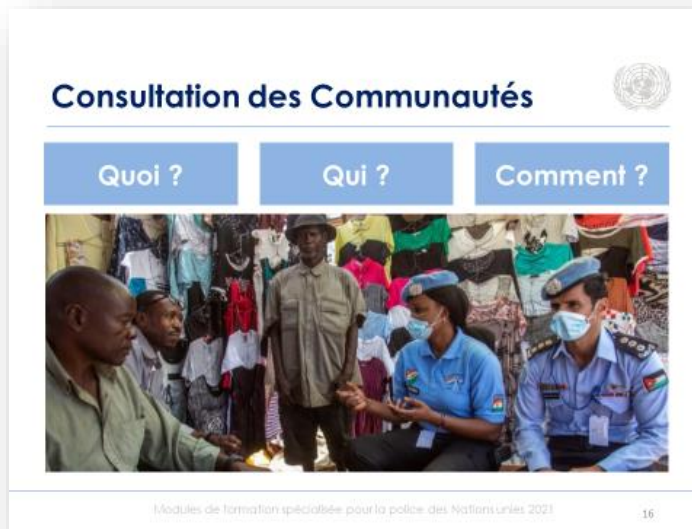 Consultation des Communautés
Quoi ?
Qui ?
Comment ?
Modules de formation spécialisée pour la police des Nations unies 2021
16